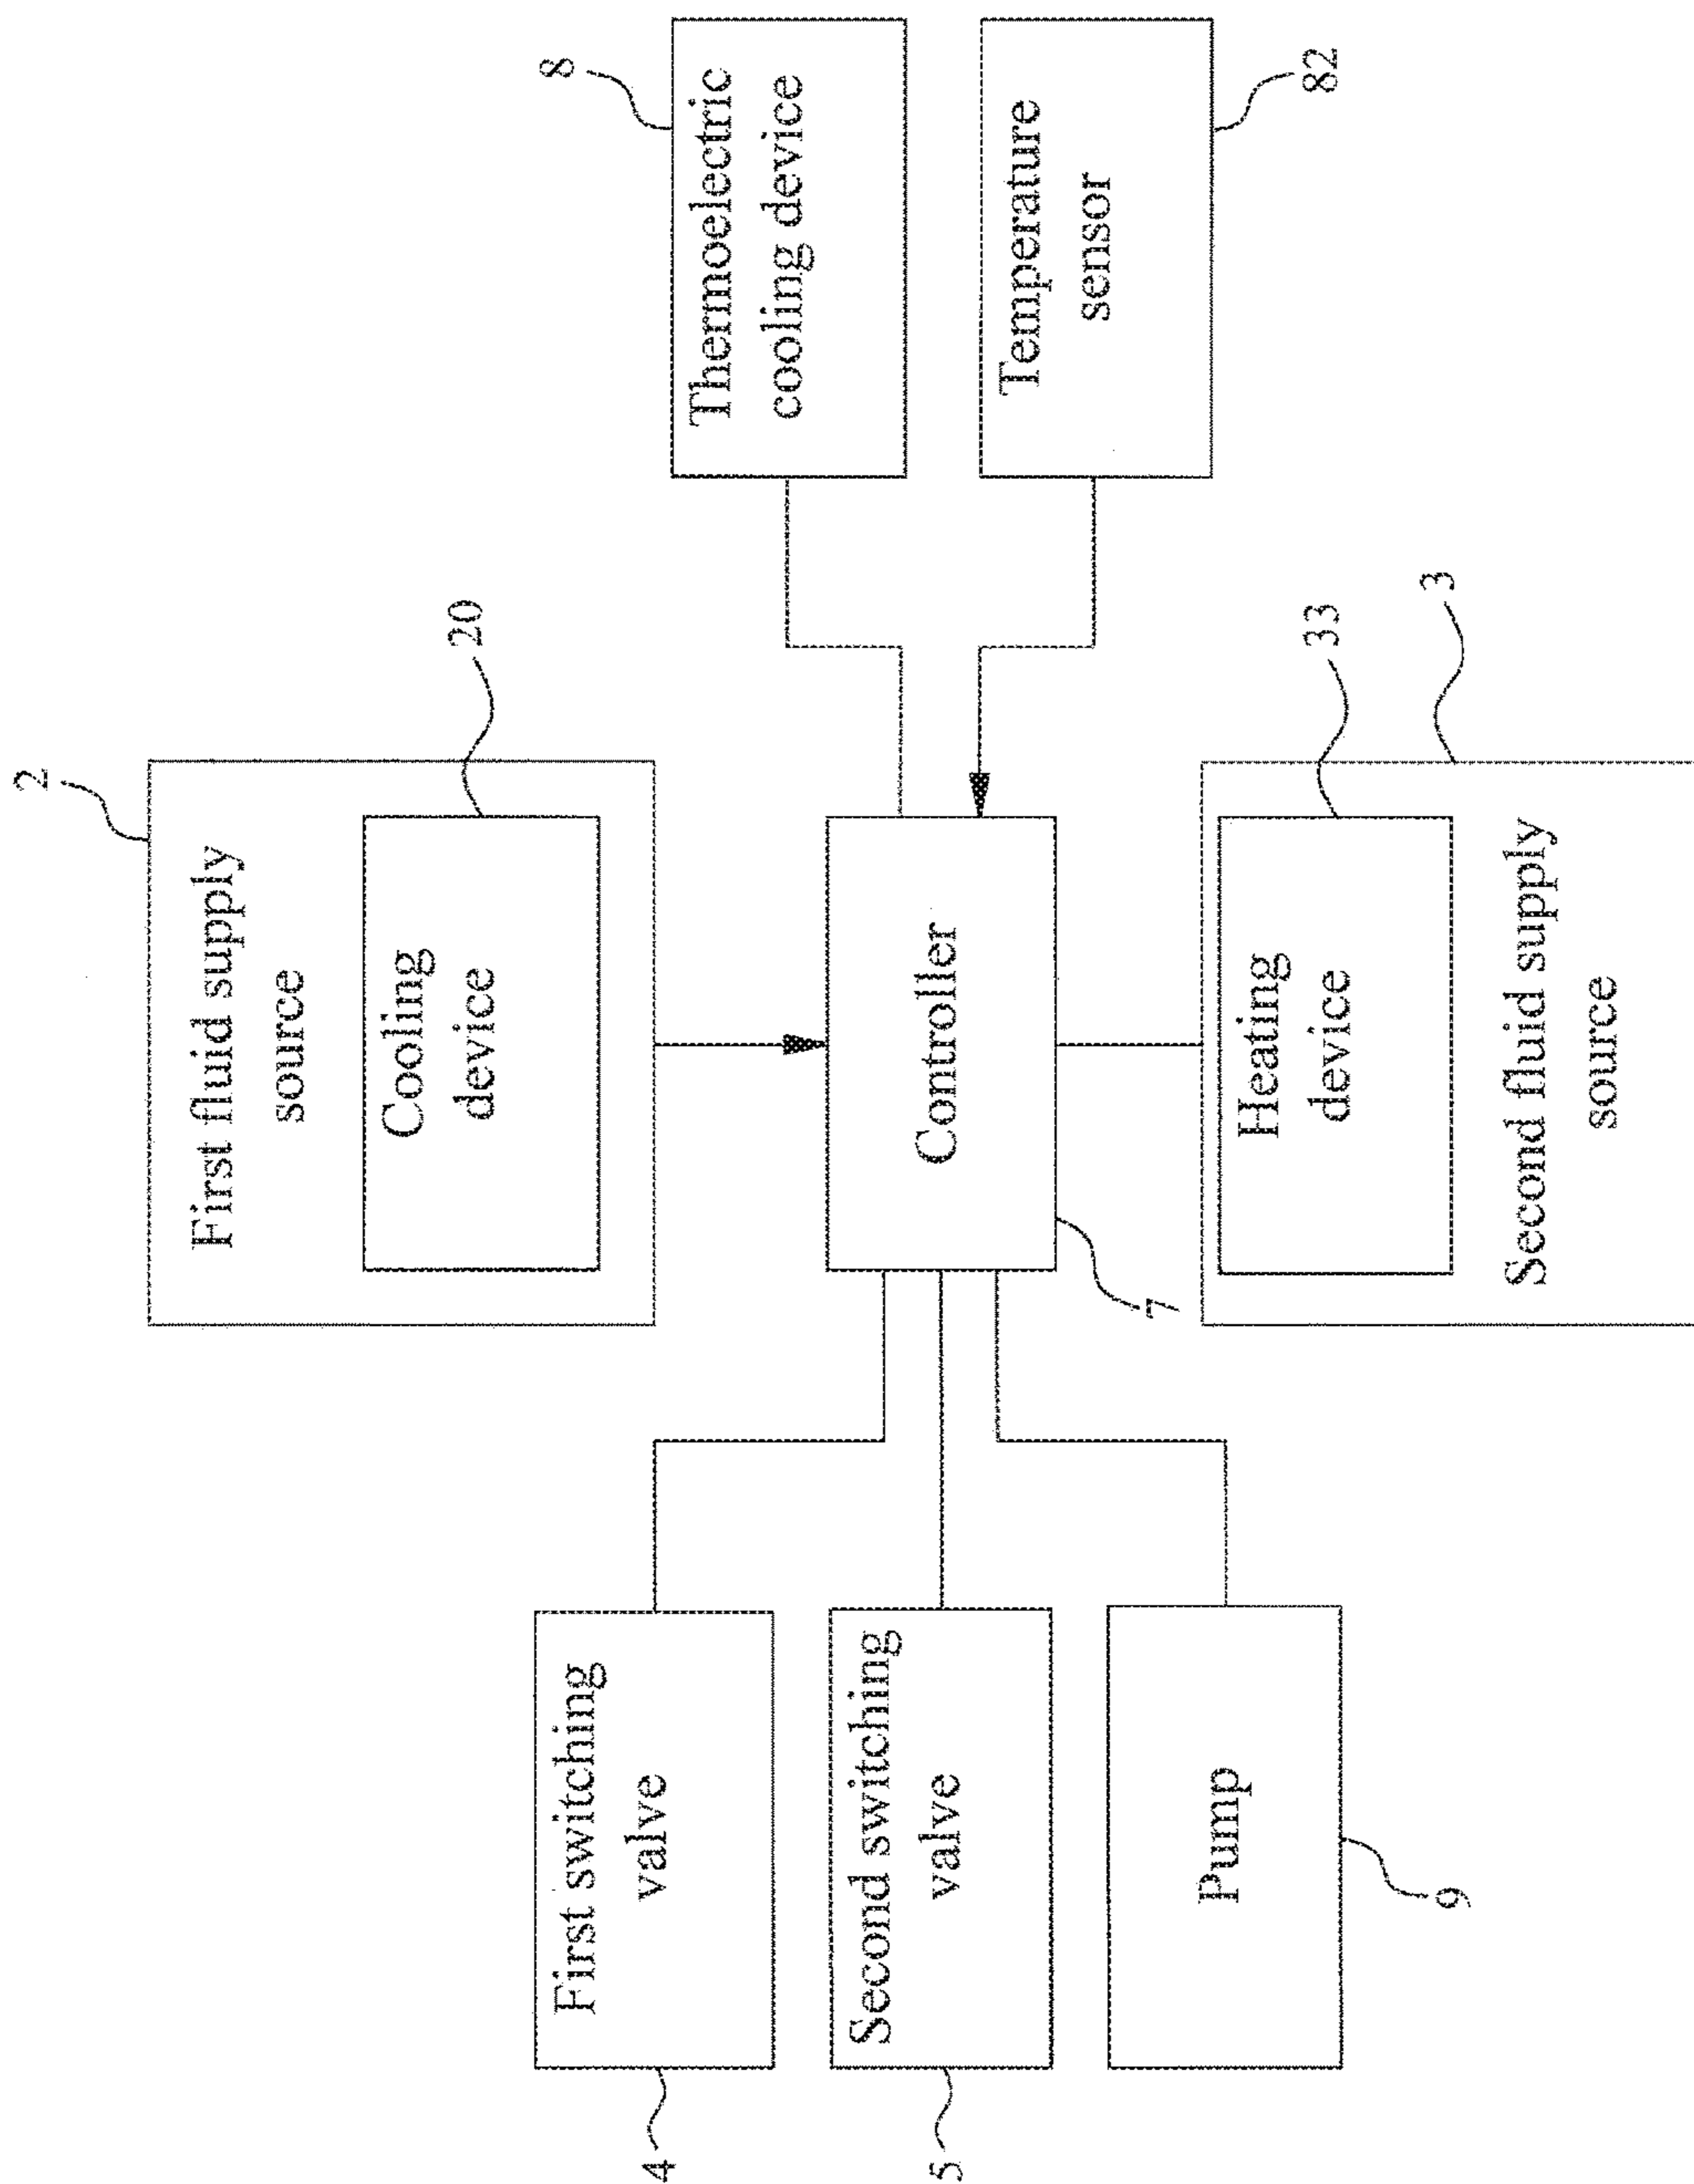 2
First fluid supply
source
20
Cooling
device
8
Thermoelectric
cooling device
4
First switching
valve
5
Second switching
valve
Controller
7
Temperature
sensor
82
9
Pump
33
Heating
device
3
Second fluid supply
source